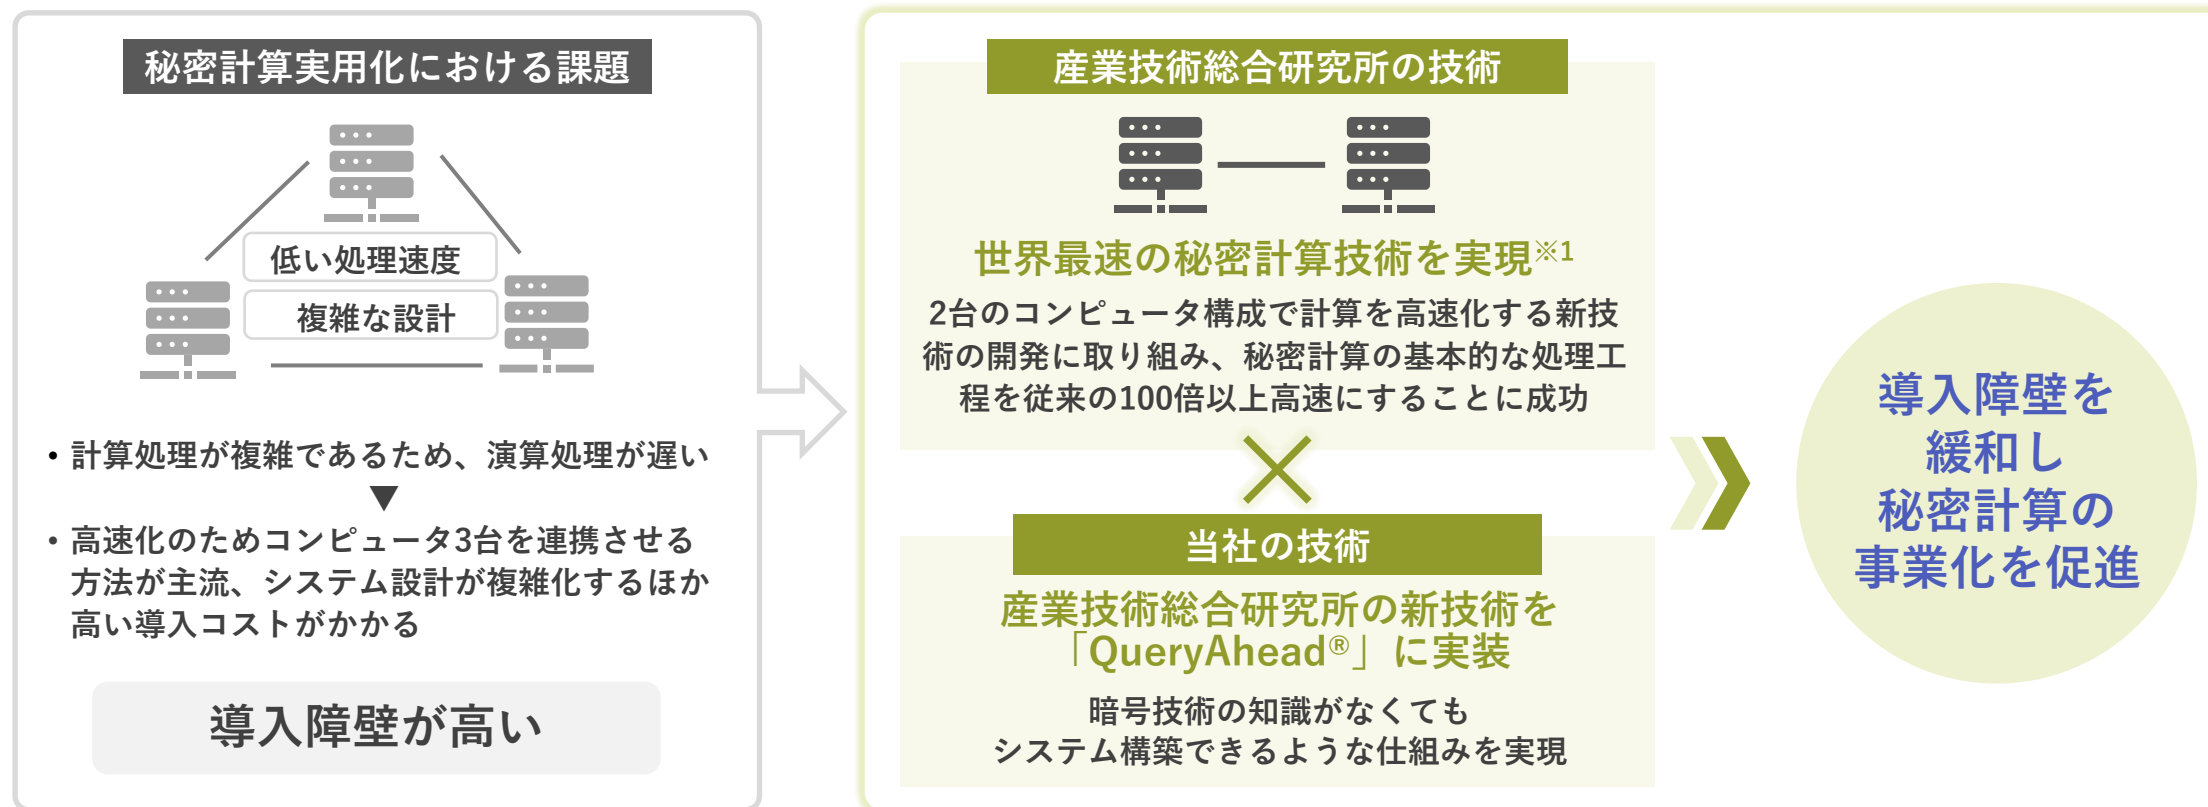 秘密計算実用化における課題
低い処理速度
複雑な設計
・計算処理が複雑であるため、演算処理が遅い
▼
・高速化のためコンピュータ3台を連携させる
方法が主流、システム設計が複雑化するほか
高い導入コストがかかる
導入障壁が高い
産業技術総合研究所の技術
世界最速の秘密計算技術を実現※1
2台のコンピュータ構成で計算を高速化する新技
術の開発に取り組み、秘密計算の基本的な処理工
程を従来の100倍以上高速にすることに成功
当社の技術
産業技術総合研究所の新技術を
「QueryAhead®」に実装
暗号技術の知識がなくても
システム構築できるような仕組みを実現
導入障壁を
緩和し
秘密計算の
事業化を促進